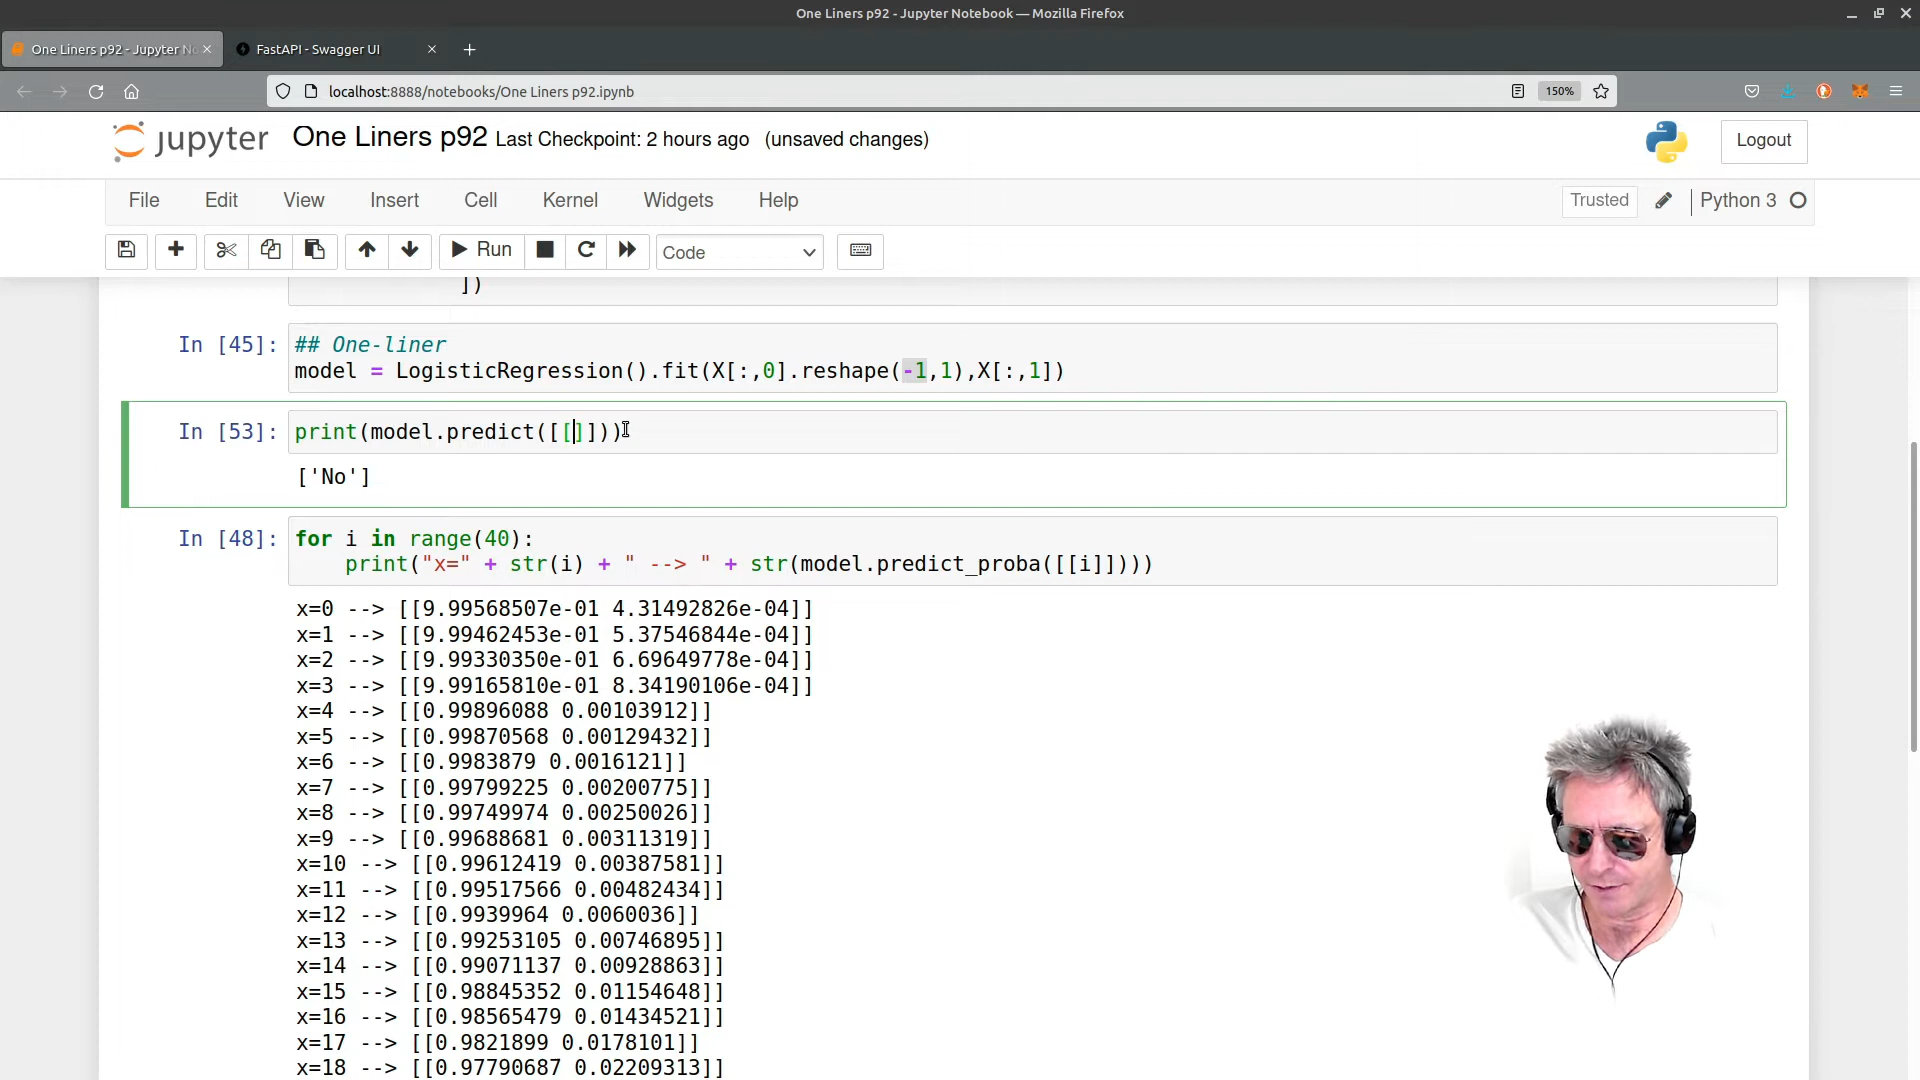 One Liners p92 - Jupyter Notebook — Mozilla Firefox
One Liners p92 - Jupyter No
FastAPI - Swagger UI
localhost:8888/notebooks/One Liners p92.ipynb
150%
jupyter One Liners p92 Last Checkpoint: 2 hours ago (unsaved changes)
Logout
File Edit View Insert Cell Kernel Widgets Help
Trusted
Python 3
Run
Code
])
In [45]: ## One-liner
model = LogisticRegression().fit(X[:,0].reshape(-1,1),X[:,1])
In [53]: print(model.predict([[]]))
['No']
In [48]: for i in range(40):
print("x=" + str(i) + " --> " + str(model.predict_proba([[i]])))
x=0 --> [[9.99568507e-01 4.31492826e-04]]
x=1 --> [[9.99462453e-01 5.37546844e-04]]
x=2 --> [[9.99330350e-01 6.69649778e-04]]
x=3 --> [[9.99165810e-01 8.34190106e-04]]
x=4 --> [[0.99896088 0.00103912]]
x=5 --> [[0.99870568 0.00129432]]
x=6 --> [[0.9983879 0.0016121]]
x=7 --> [[0.99799225 0.00200775]]
x=8 --> [[0.99749974 0.00250026]]
x=9 --> [[0.99688681 0.00311319]]
x=10 --> [[0.99612419 0.00387581]]
x=11 --> [[0.99517566 0.00482434]]
x=12 --> [[0.9939964 0.0060036]]
x=13 --> [[0.99253105 0.00746895]]
x=14 --> [[0.99071137 0.00928863]]
x=15 --> [[0.98845352 0.01154648]]
x=16 --> [[0.98565479 0.01434521]]
x=17 --> [[0.9821899 0.0178101]]
x=18 --> [[0.97790687 0.02209313]]